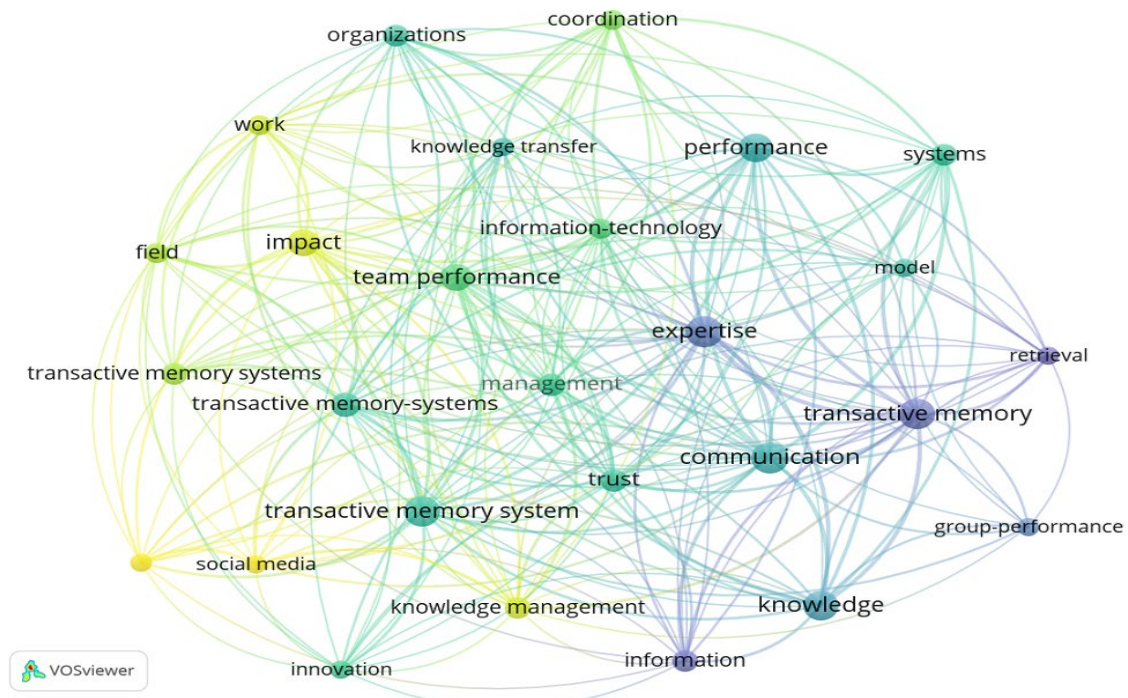 coordination
organizations
work
knowledge transfer
performance
systems
information-technology
impact
field
team performance
model
expertise
retrieval
transactive memory systems
management
transactive memory-systems
transactive memory
communication
trust
transactive memory system
group-performance
social media
knowledge management
knowledge
information
innovation
VOSviewer